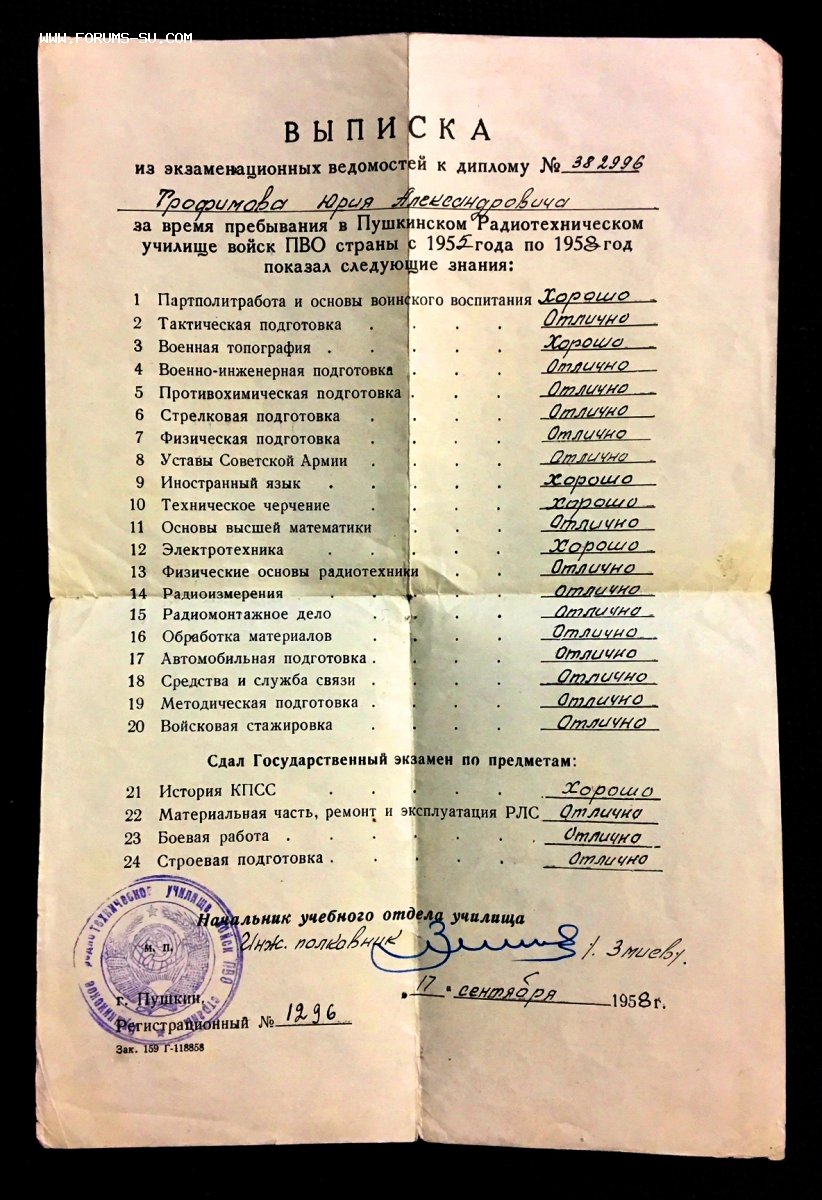 www.FORUMS-SU.COM
ВЫПИСКА
из экзаменационных ведомостей к диплому № 382996
Трофимова Юрия Александровича
за время пребывания в Пушкинском Радиотехническом
училище войск ПВО страны с 1955 года по 1958 год
показал следующие знания:
1 Партполитработа и основы воинского воспитания Хорошо
2 Тактическая подготовка . . . . Отлично
3 Военная топография . . . . . Хорошо
4 Военно-инженерная подготовка . . . Отлично
5 Противохимическая подготовка . . . Отлично
6 Стрелковая подготовка . . . . Отлично
7 Физическая подготовка . . . . Отлично
8 Уставы Советской Армии . . . . Отлично
9 Иностранный язык . . . . . Хорошо
10 Техническое черчение . . . . Хорошо
11 Основы высшей математики . . . Отлично
12 Электротехника . . . . . Хорошо
13 Физические основы радиотехники . . Отлично
14 Радиоизмерения . . . . . Отлично
15 Радиомонтажное дело . . . . Отлично
16 Обработка материалов . . . . Отлично
17 Автомобильная подготовка . . . . Отлично
18 Средства и служба связи . . . . Отлично
19 Методическая подготовка . . . . Отлично
20 Войсковая стажировка . . . . Отлично
Сдал Государственный экзамен по предметам:
21 История КПСС . . . . . . Хорошо
22 Материальная часть, ремонт и эксплуатация РЛС Отлично
23 Боевая работа . . . . . . Отлично
24 Строевая подготовка . . . . . Отлично
Начальник учебного отдела училища
Инж. полковник /. Змиев/.
м. п.
"17" сентября 1958 г.
г. Пушкин.
Регистрационный № 1296
Зак. 159 Г-118858
Пушкинское радиотехническое училище войск ПВО страны